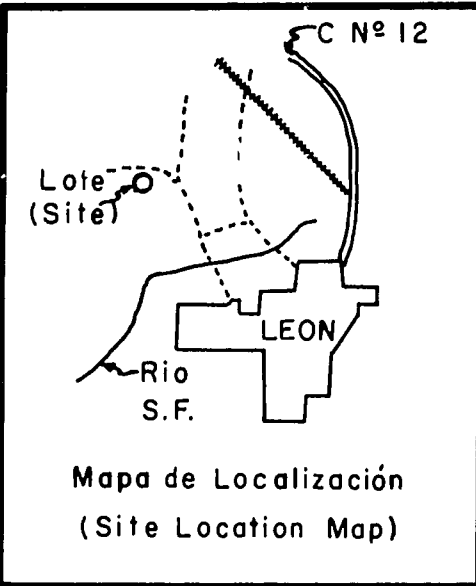 C Nº 12
Lote
(Site)
LEON
Rio
S.F.
Mapa de Localización
(Site Location Map)